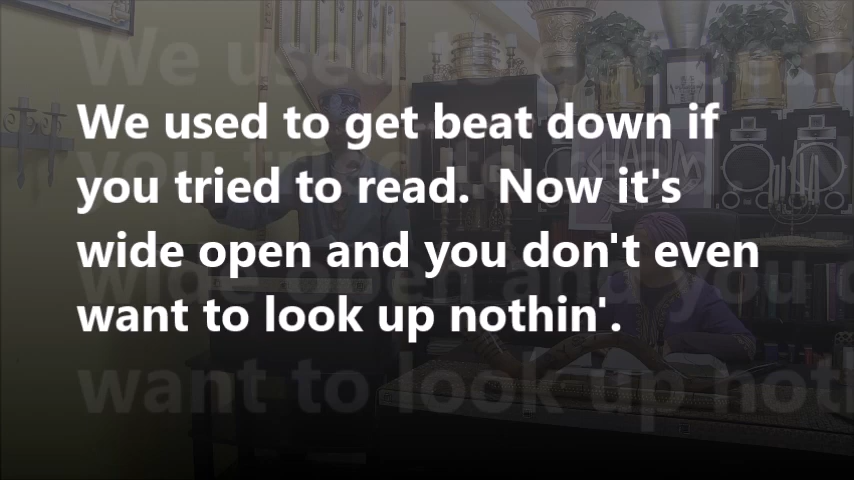 We used to get beat down if
you tried to read.  Now it's
wide open and you don't even
want to look up nothin'.